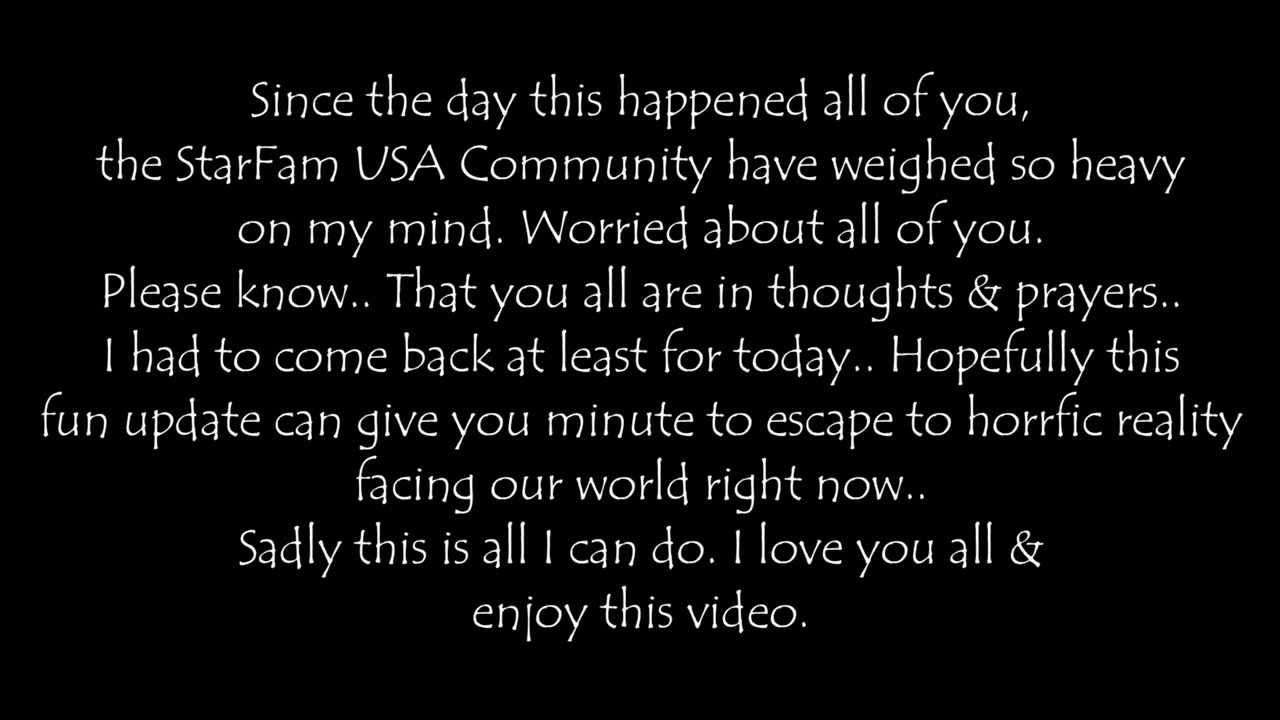 Since the day this happened all of you,
the StarFam USA Community have weighed so heavy
on my mind. Worried about all of you.
Please know.. That you all are in thoughts & prayers..
I had to come back at least for today.. Hopefully this
fun update can give you minute to escape to horrfic reality
facing our world right now..
Sadly this is all I can do. I love you all &
enjoy this video.